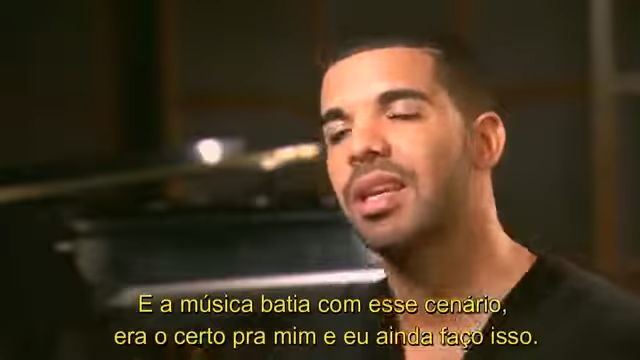 E a música batia com esse cenário,
era o certo pra mim e eu ainda faço isso.